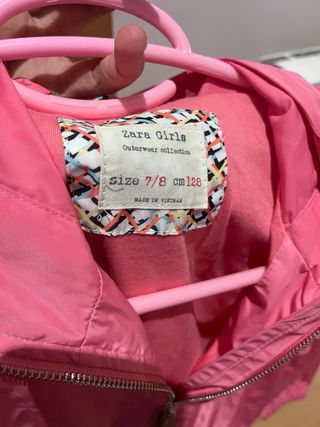 Zara Girls
Outerwear collection
Size 7/8 cm128
MADE IN VIETNAM